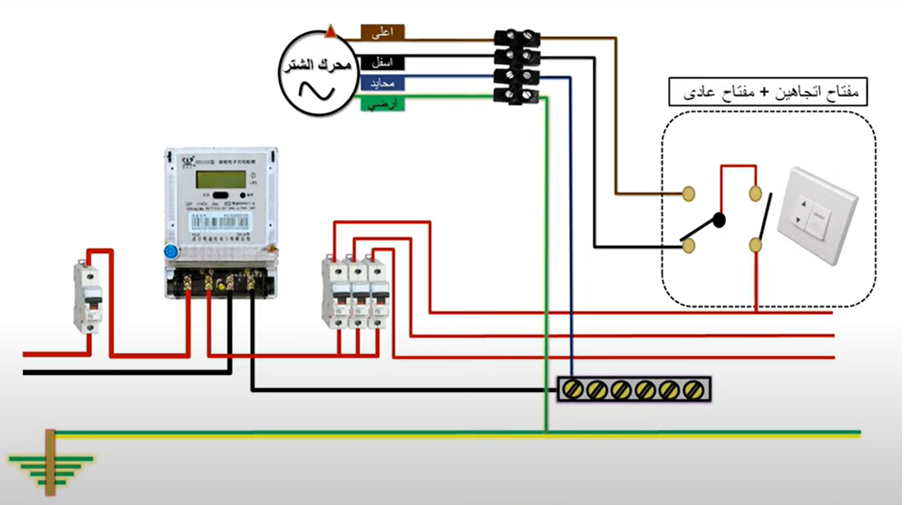 اعلى
اسفل
محايد
ارضي
محرك الشتر
مفتاح اتجاهين + مفتاح عادى